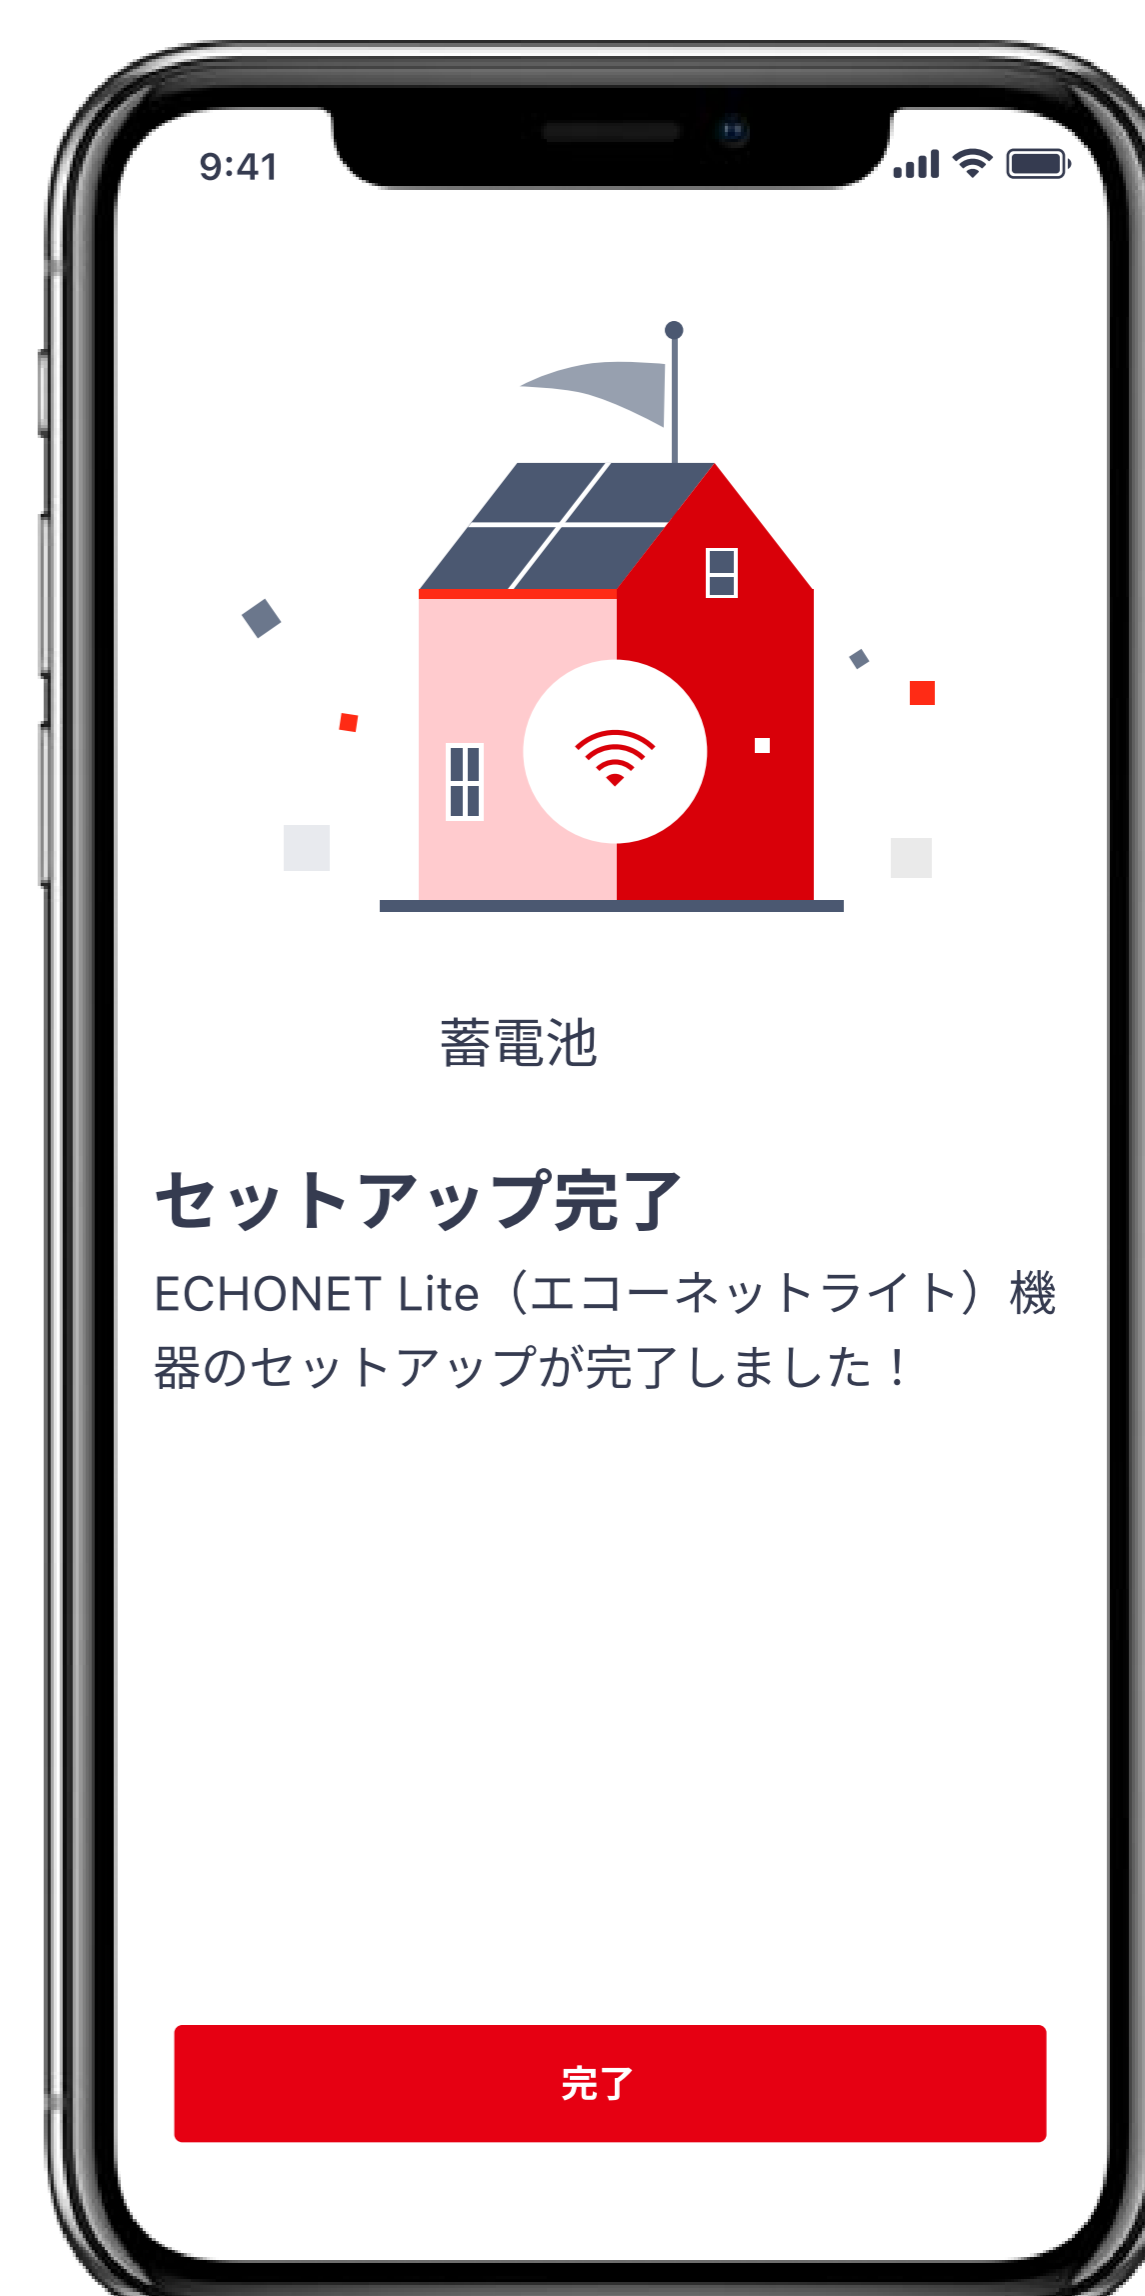 9:41
蓄電池
セットアップ完了
ECHONET Lite（エコーネットライト）機
器のセットアップが完了しました！
完了